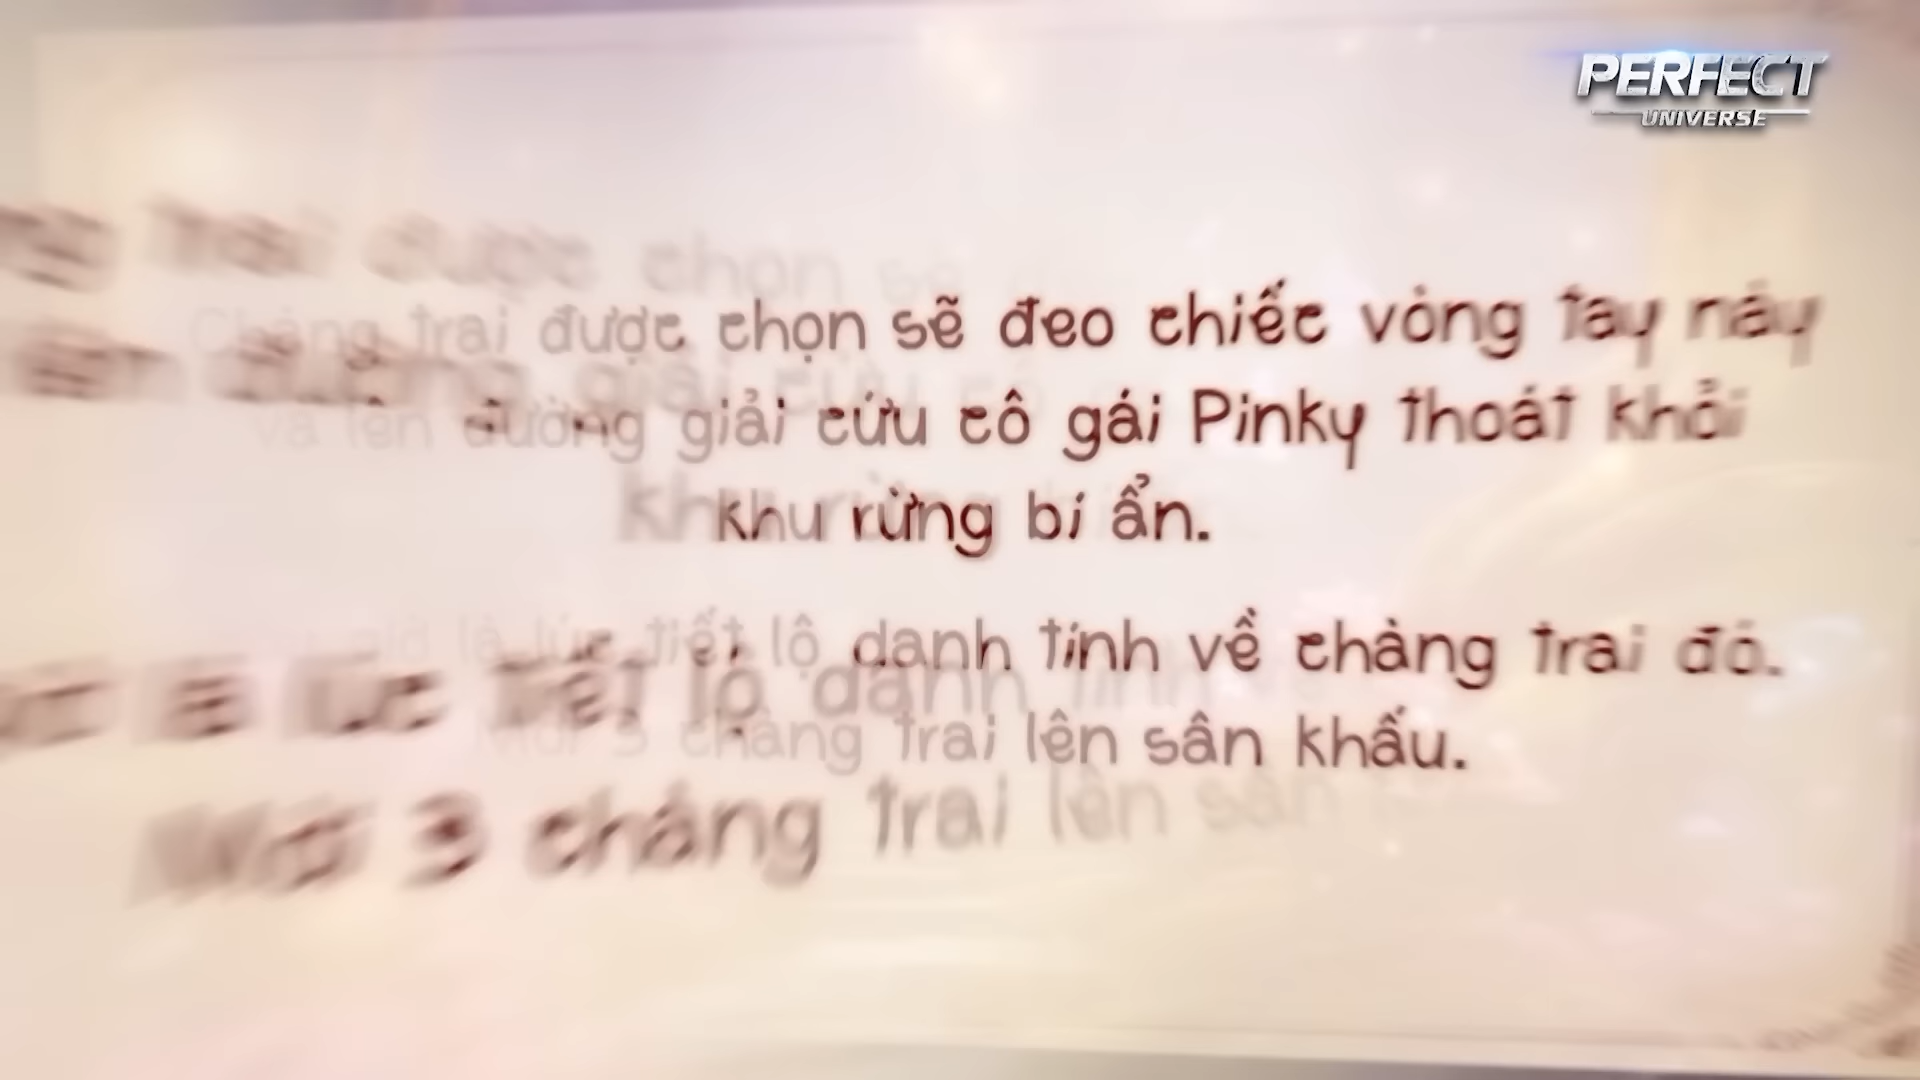 PERFECT
UNIVERSE
Chàng trai được chọn sẽ đeo chiếc vòng tay này
và lên đường giải cứu cô gái Pinky thoát khỏi
khu rừng bí ẩn.
giờ là lúc tiết lộ danh tính về chàng trai đó.
Mời 3 chàng trai lên sân khấu.